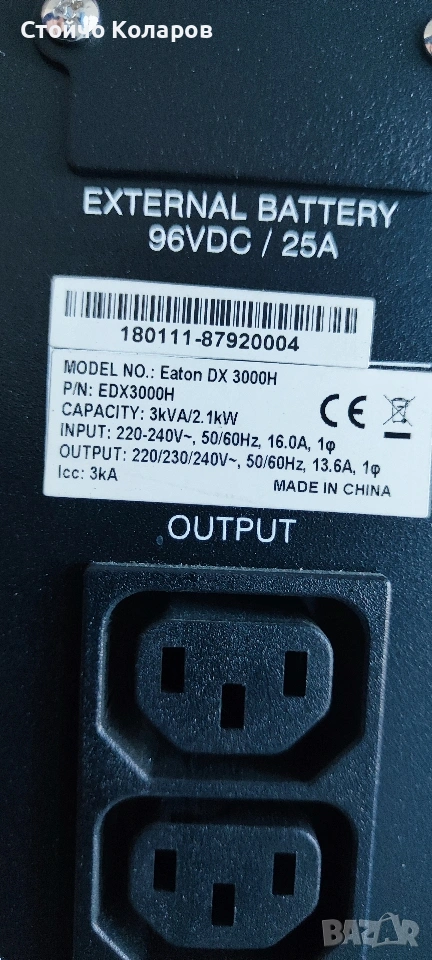 Стойчо Коларов
EXTERNAL BATTERY
96VDC / 25A
180111-87920004
MODEL NO.: Eaton DX 3000H
P/N: EDX3000H
CAPACITY: 3kVA/2.1kW
INPUT: 220-240V~, 50/60Hz, 16.0A, 1φ
OUTPUT: 220/230/240V~, 50/60Hz, 13.6A, 1φ
Icc: 3kA
MADE IN CHINA
CE
OUTPUT
BAZAR